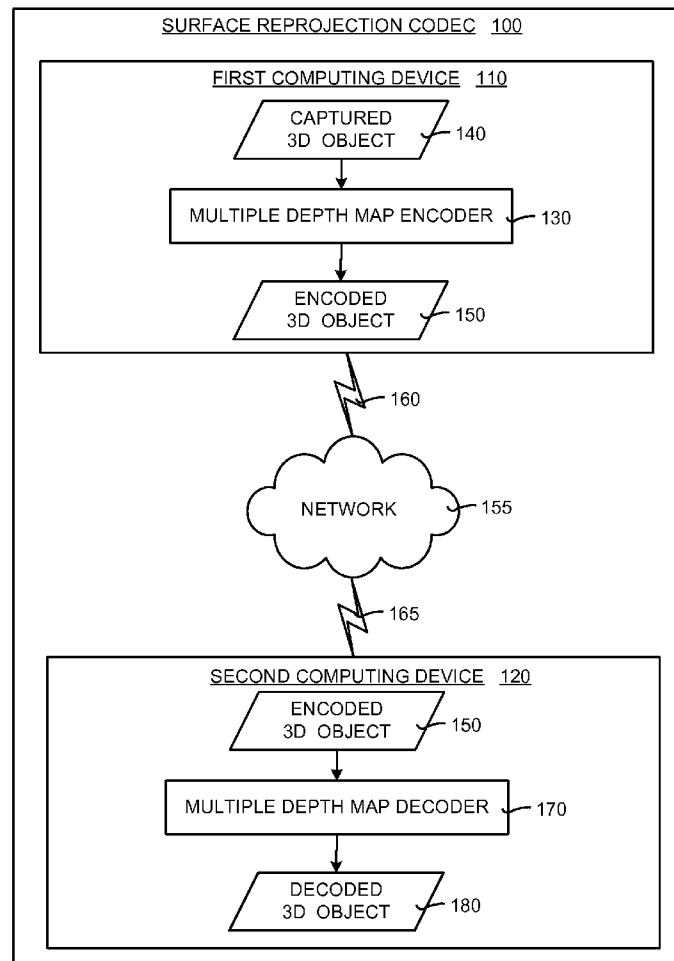 SURFACE REPROJECTION CODEC 100
FIRST COMPUTING DEVICE 110
CAPTURED
3D OBJECT
140
MULTIPLE DEPTH MAP ENCODER
130
ENCODED
3D OBJECT
150
160
NETWORK
155
165
SECOND COMPUTING DEVICE 120
ENCODED
3D OBJECT
150
MULTIPLE DEPTH MAP DECODER
170
DECODED
3D OBJECT
180